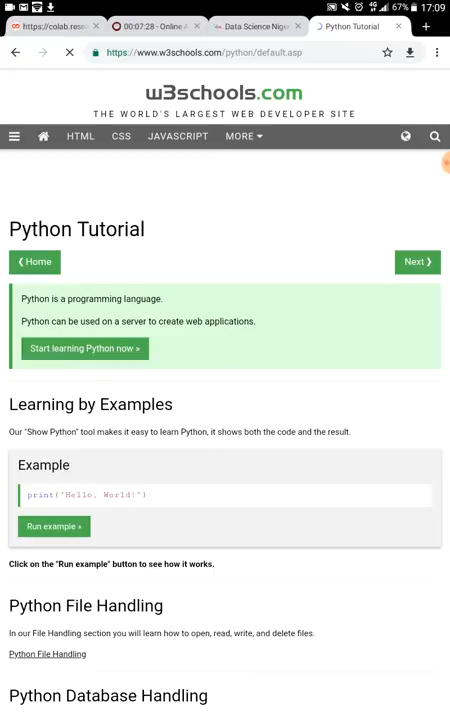 4G 67% 17:09
https://colab.rese
00:07:28 - Online A
Data Science Nige
Python Tutorial
https://www.w3schools.com/python/default.asp
w3schools.com
THE WORLD'S LARGEST WEB DEVELOPER SITE
HTML CSS JAVASCRIPT MORE
Python Tutorial
❮ Home Next ❯
Python is a programming language.
Python can be used on a server to create web applications.
Start learning Python now »
Learning by Examples
Our "Show Python" tool makes it easy to learn Python, it shows both the code and the result.
Example
print("Hello, World!")
Run example »
Click on the "Run example" button to see how it works.
Python File Handling
In our File Handling section you will learn how to open, read, write, and delete files.
Python File Handling
Python Database Handling